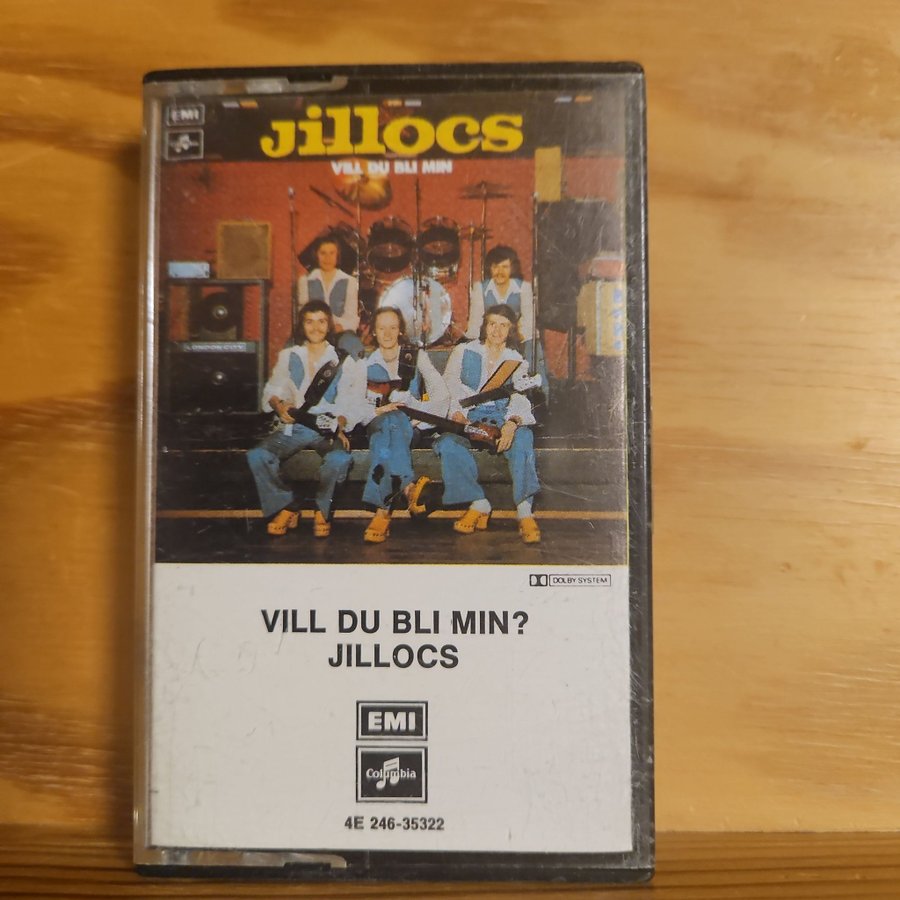 EMI
Jillocs
VILL DU BLI MIN
LONDON CITY
DOLBY SYSTEM
VILL DU BLI MIN?
JILLOCS
EMI
Columbia
4E 246-35322